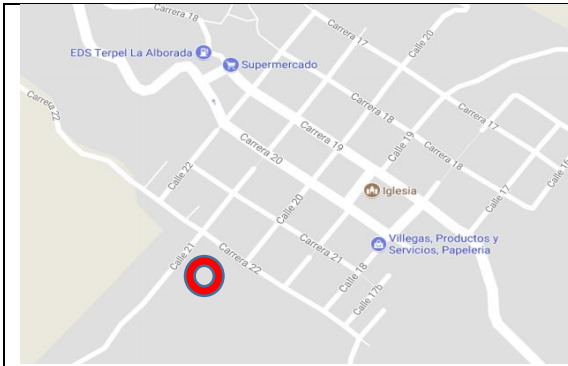 Carrera 18
Carrera 17
Calle 20
EDS Terpel La Alborada
Supermercado
Carrera 22
Carrera 18
Carrera 17
Carrera 19
Calle 19
Carrera 20
Carrera 18
Calle 16
Calle 22
Iglesia
Calle 17
Calle 20
Villegas, Productos y
Servicios, Papeleria
Carrera 21
Calle 21
Carrera 22
Calle 18
Calle 17b